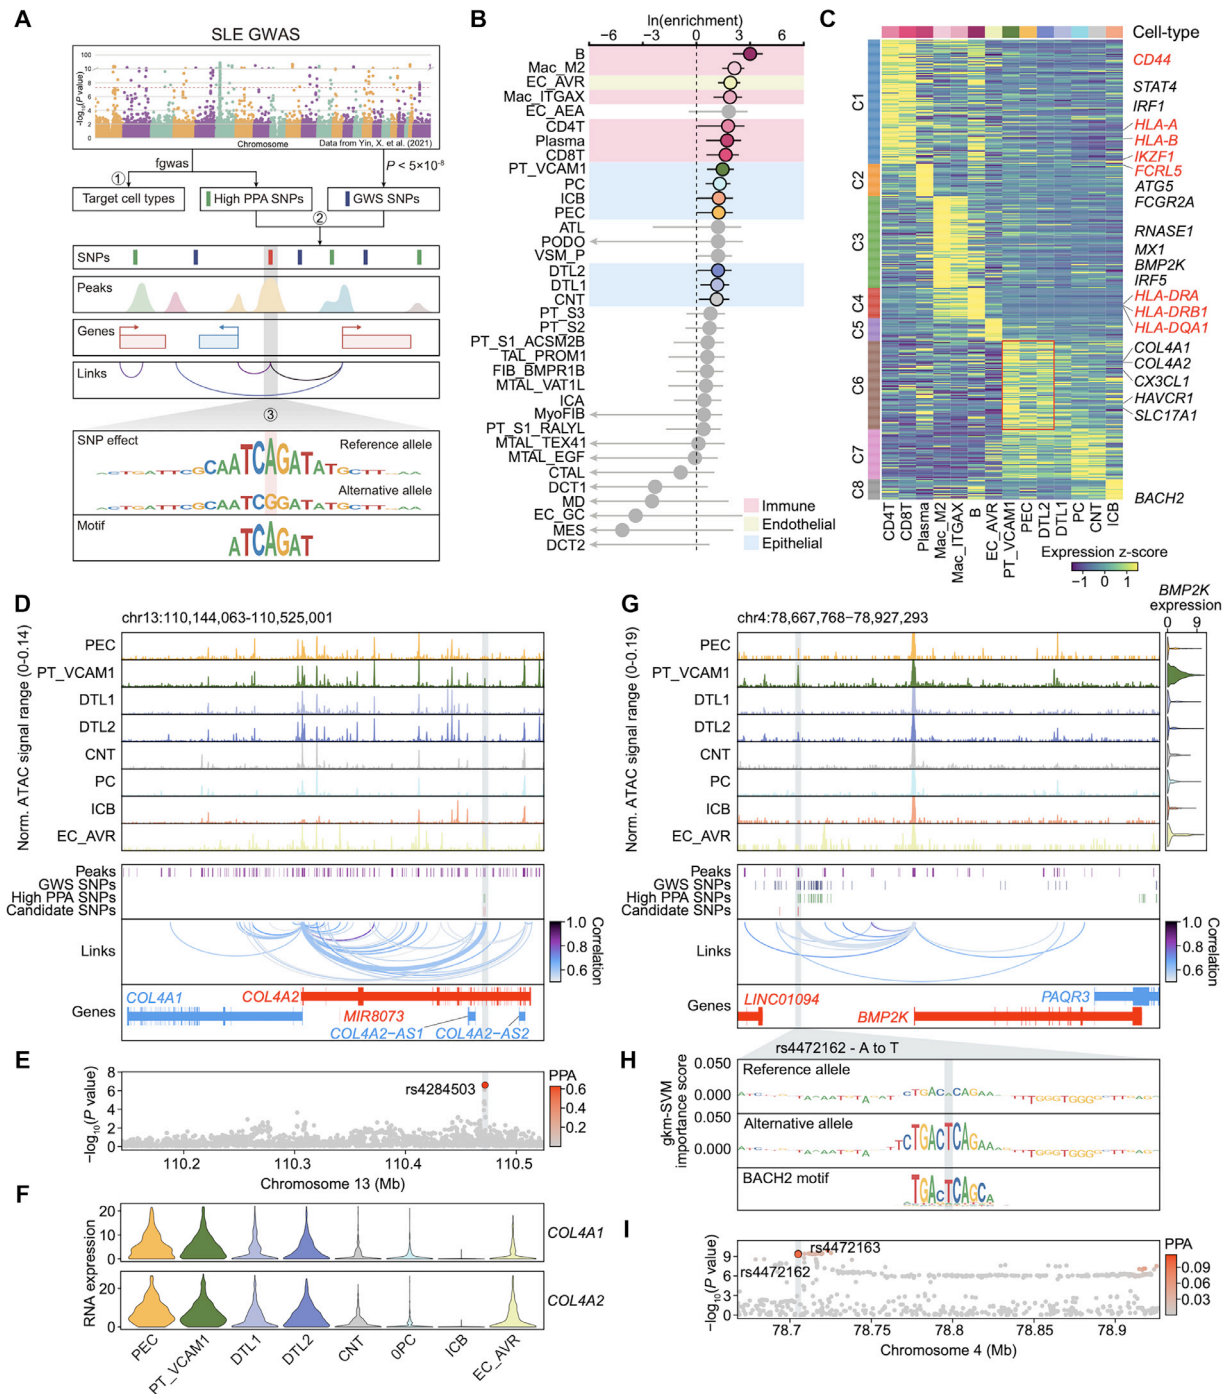 A
SLE GWAS
-log10(P value)
100
10
8
6
4
2
0
Chromosome
Data from Yin, X. et al. (2021)
fgwas
P < 5×10-8
1
Target cell types
High PPA SNPs
GWS SNPs
2
SNPs
Peaks
Genes
Links
3
SNP effect
Reference allele
Alternative allele
Motif
ATCAGAT
B
ln(enrichment)
−6 −3 0 3 6
B
Mac_M2
EC_AVR
Mac_ITGAX
EC_AEA
CD4T
Plasma
CD8T
PT_VCAM1
PC
ICB
PEC
ATL
PODO
VSM_P
DTL2
DTL1
CNT
PT_S3
PT_S2
PT_S1_ACSM2B
TAL_PROM1
FIB_BMPR1B
MTAL_VAT1L
ICA
MyoFIB
PT_S1_RALYL
MTAL_TEX41
MTAL_EGF
CTAL
DCT1
MD
EC_GC
MES
DCT2
Immune
Endothelial
Epithelial
C
Cell-type
C1
C2
C3
C4
C5
C6
C7
C8
CD44
STAT4
IRF1
HLA-A
HLA-B
IKZF1
FCRL5
ATG5
FCGR2A
RNASE1
MX1
BMP2K
IRF5
HLA-DRA
HLA-DRB1
HLA-DQA1
COL4A1
COL4A2
CX3CL1
HAVCR1
SLC17A1
BACH2
CD4T
CD8T
Plasma
Mac_M2
Mac_ITGAX
B
EC_AVR
PT_VCAM1
PEC
DTL2
DTL1
PC
CNT
ICB
Expression z-score
−1 0 1
D
chr13:110,144,063-110,525,001
Norm. ATAC signal range (0-0.14)
PEC
PT_VCAM1
DTL1
DTL2
CNT
PC
ICB
EC_AVR
Peaks
GWS SNPs
High PPA SNPs
Candidate SNPs
Links
Correlation
1.0
0.8
0.6
Genes
COL4A1
COL4A2
MIR8073
COL4A2−AS1
COL4A2−AS2
E
−log10(P value)
8
6
4
2
0
rs4284503
PPA
0.6
0.4
0.2
110.2 110.3 110.4 110.5
Chromosome 13 (Mb)
F
RNA expression
20
10
0
COL4A1
20
10
0
COL4A2
PEC
PT_VCAM1
DTL1
DTL2
CNT
0PC
ICB
EC_AVR
G
chr4:78,667,768−78,927,293
BMP2K
expression
0 9
Norm. ATAC signal range (0-0.19)
PEC
PT_VCAM1
DTL1
DTL2
CNT
PC
ICB
EC_AVR
Peaks
GWS SNPs
High PPA SNPs
Candidate SNPs
Links
Correlation
1.0
0.8
0.6
Genes
LINC01094
BMP2K
PAQR3
rs4472162 - A to T
H
gkm-SVM
importance score
0.050
0.000
Reference allele
0.050
0.000
Alternative allele
BACH2 motif
I
−log10(P value)
9
6
3
0
rs4472163
rs4472162
PPA
0.09
0.06
0.03
78.7 78.75 78.8 78.85 78.9
Chromosome 4 (Mb)